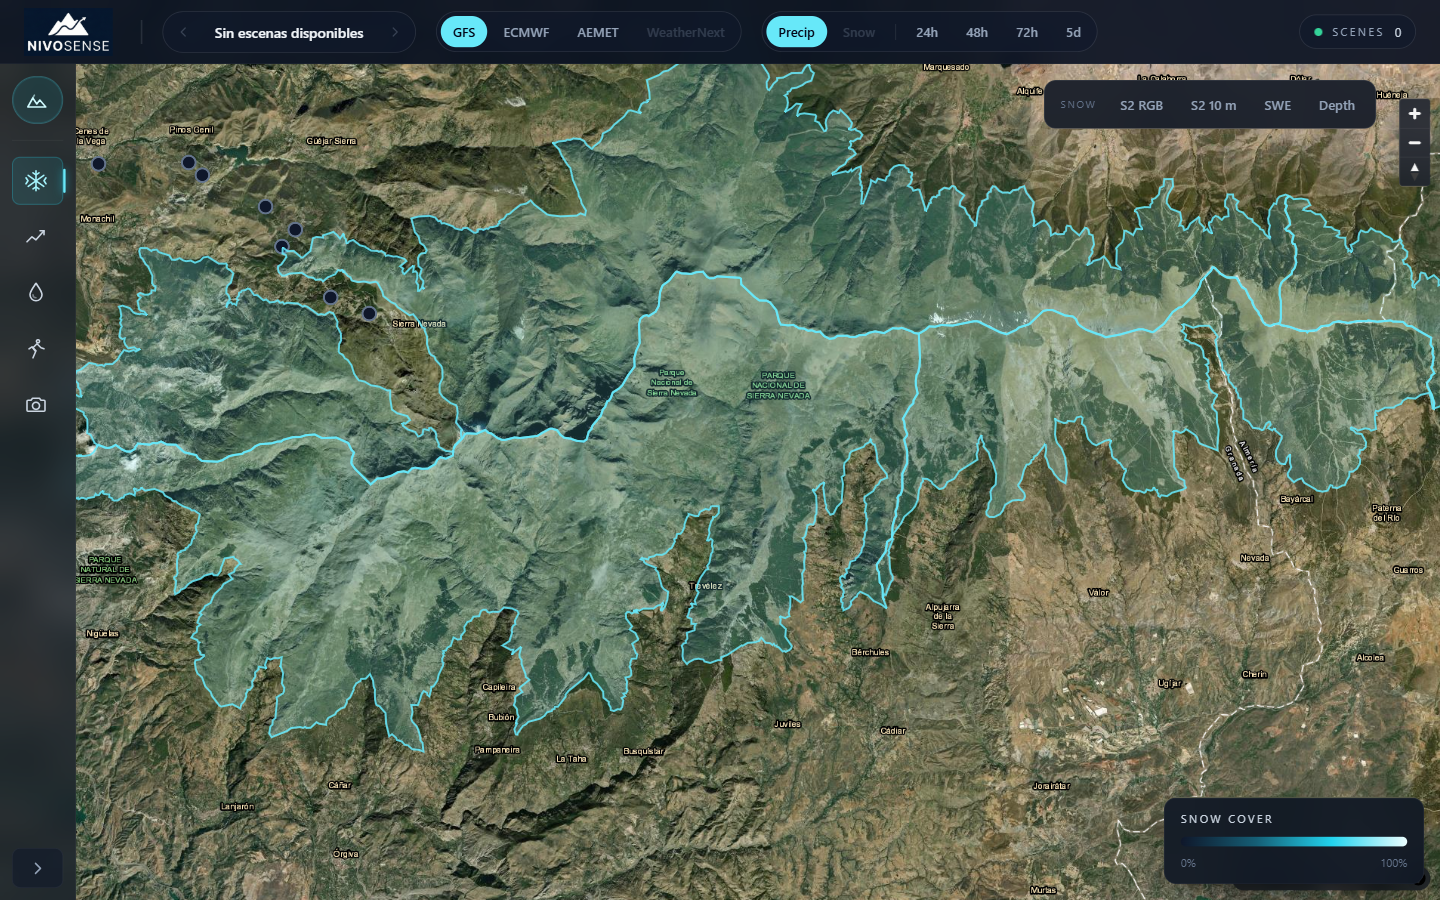 NIVOSENSE
Sin escenas disponibles
GFS
ECMWF
AEMET
WeatherNext
Precip
Snow
24h
48h
72h
5d
SCENES 0
SNOW
S2 RGB
S2 10 m
SWE
Depth
Marquesado
La Calahorra
Dólar
Huéneja
Alquife
Pinos Genil
Güéjar Sierra
Cenes de
la Vega
Monachil
Sierra Nevada
Parque
Nacional de
Sierra Nevada
PARQUE
NACIONAL DE
SIERRA NEVADA
Almería
Granada
Bayárcal
Paterna
del Río
PARQUE
NATURAL DE
SIERRA NEVADA
Nevada
Guarros
Trevélez
Válor
Alpujarra
de la
Sierra
Nigüelas
Bérchules
Alcolea
Cherín
Ugíjar
Capileira
Bubión
Juviles
Cádiar
Pampaneira
La Taha
Busquístar
Cáñar
Jorairátar
Lanjarón
Órgiva
Murtas
SNOW COVER
0%
100%